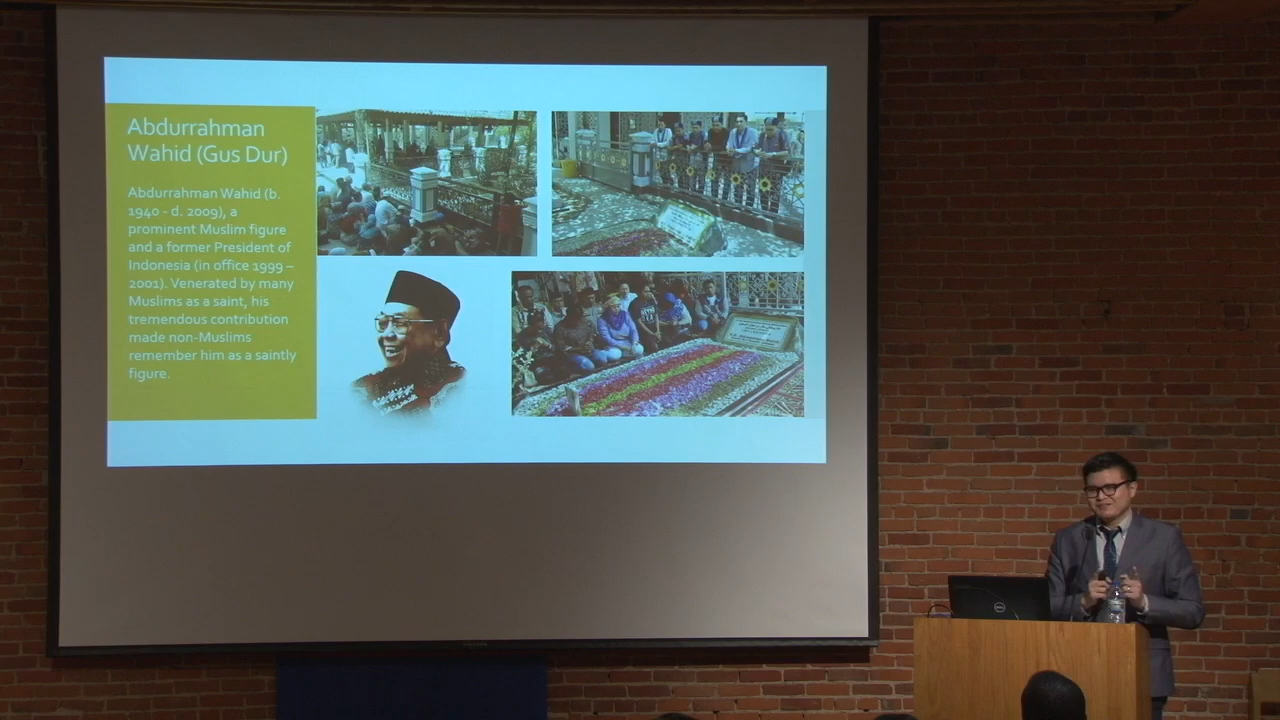 Abdurrahman
Wahid (Gus Dur)
Abdurrahman Wahid (b.
1940 - d. 2009), a
prominent Muslim figure
and a former President of
Indonesia (in office 1999 –
2001). Venerated by many
Muslims as a saint, his
tremendous contribution
made non-Muslims
remember him as a saintly
figure.
DELL